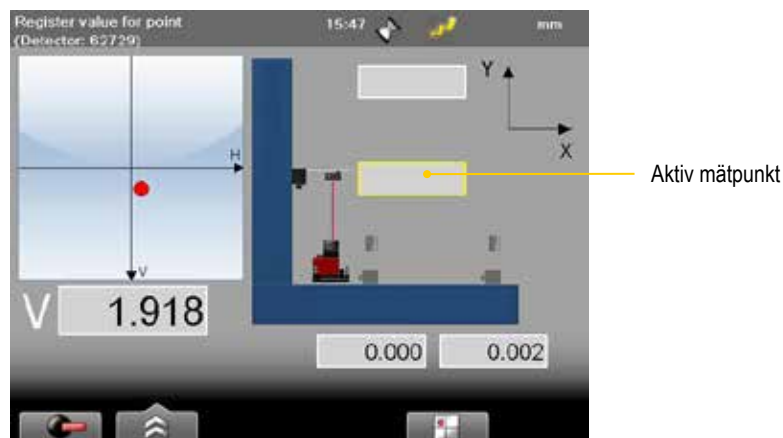 Register value for point
(Detector: 62729)
15:47
mm
Y
X
H
V
V 1.918
0.000 0.002
Aktiv mätpunkt